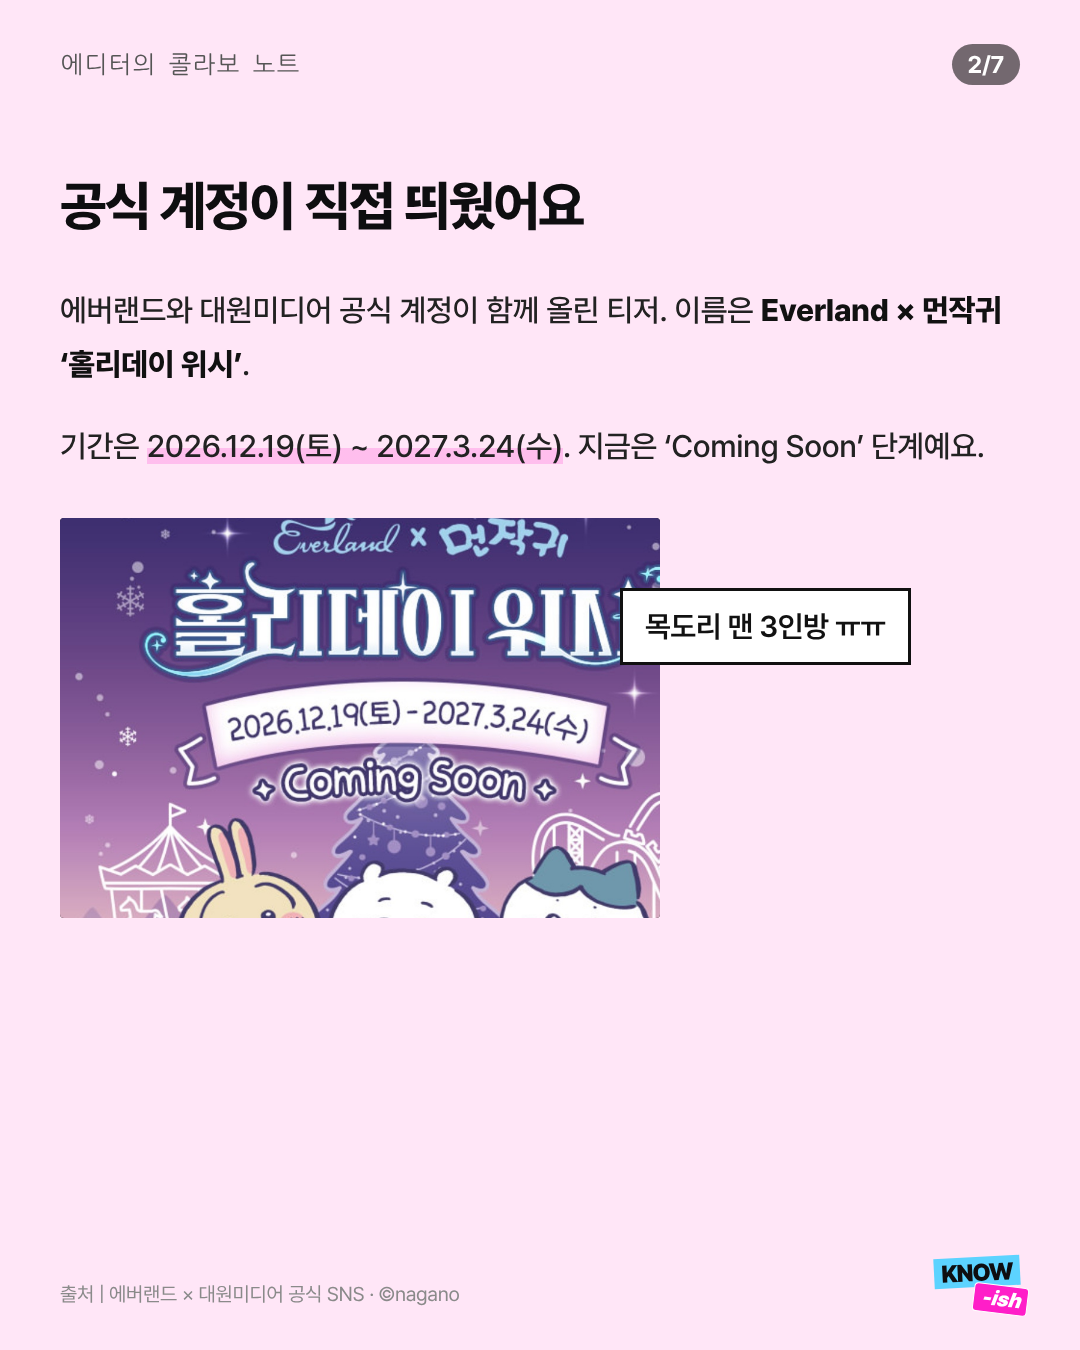 에디터의 콜라보 노트
2/7
공식 계정이 직접 띄웠어요
에버랜드와 대원미디어 공식 계정이 함께 올린 티저. 이름은 Everland × 먼작귀
‘홀리데이 위시’.
기간은 2026.12.19(토) ~ 2027.3.24(수). 지금은 ‘Coming Soon’ 단계예요.
Everland x 먼작귀
홀리데이 위시
목도리 맨 3인방 ㅠㅠ
2026.12.19(토) - 2027.3.24(수)
Coming Soon
출처 | 에버랜드 × 대원미디어 공식 SNS · ©nagano
KNOW
-ish